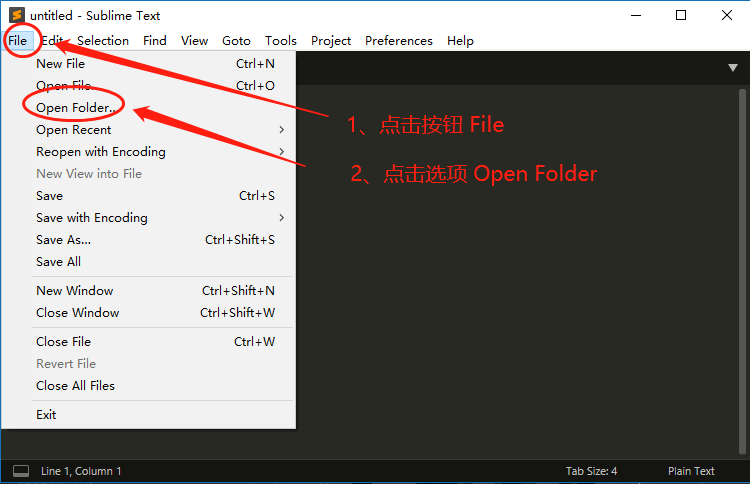 untitled - Sublime Text
File Edit Selection Find View Goto Tools Project Preferences Help
New File Ctrl+N
Open File... Ctrl+O
Open Folder...
Open Recent
Reopen with Encoding
New View into File
Save Ctrl+S
Save with Encoding
Save As... Ctrl+Shift+S
Save All
New Window Ctrl+Shift+N
Close Window Ctrl+Shift+W
Close File Ctrl+W
Revert File
Close All Files
Exit
1、点击按钮 File
2、点击选项 Open Folder
Line 1, Column 1 Tab Size: 4 Plain Text